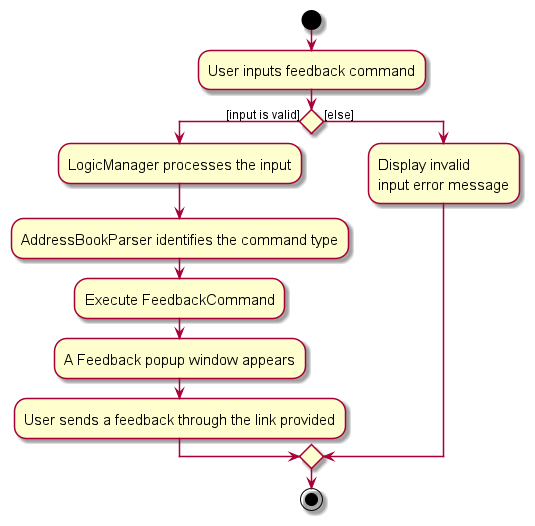 User inputs feedback command
[input is valid]
[else]
LogicManager processes the input
Display invalid
input error message
AddressBookParser identifies the command type
Execute FeedbackCommand
A Feedback popup window appears
User sends a feedback through the link provided